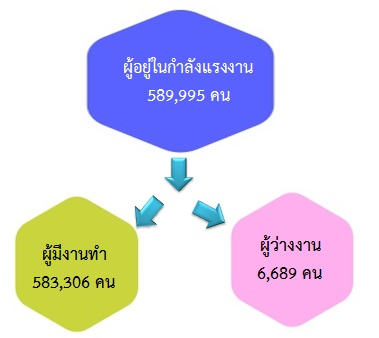 ผู้อยู่ในกำลังแรงงาน
589,995 คน
ผู้มีงานทำ
583,306 คน
ผู้ว่างงาน
6,689 คน